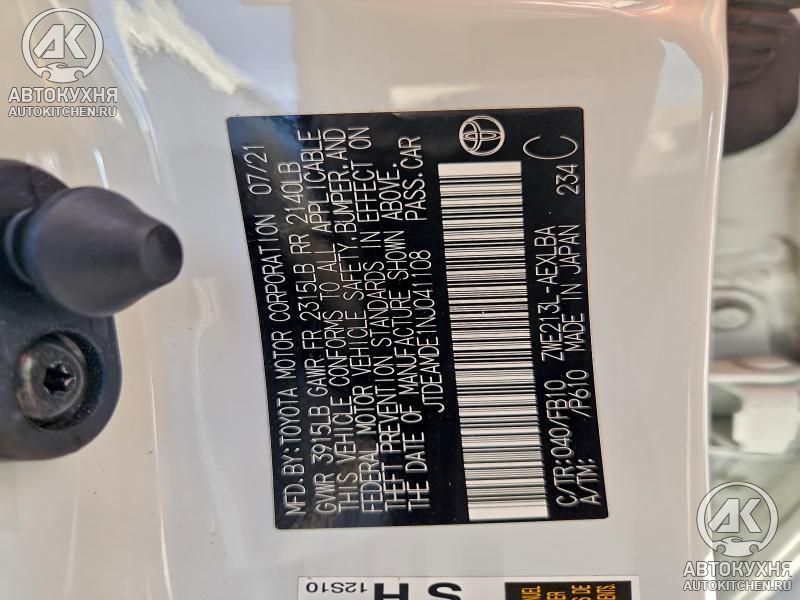 АВТОКУХНЯ
AUTOKITCHEN.RU
MFD.BY:TOYOTA MOTOR CORPORATION 07/21
GVWR 3915LB GAWR:FR 2315LB RR 2140LB
THIS VEHICLE CONFORMS TO ALL APPLICABLE
FEDERAL MOTOR VEHICLE SAFETY,BUMPER,AND
THEFT PREVENTION STANDARDS IN EFFECT ON
THE DATE OF MANUFACTURE SHOWN ABOVE.
JTDEAMDE1NJ041108 PASS.CAR
C/TR:040/FB10 ZWE213L-AEXLBA 234 C
A/TM: /P610 MADE IN JAPAN
SH
12S10
АВТОКУХНЯ
AUTOKITCHEN.RU